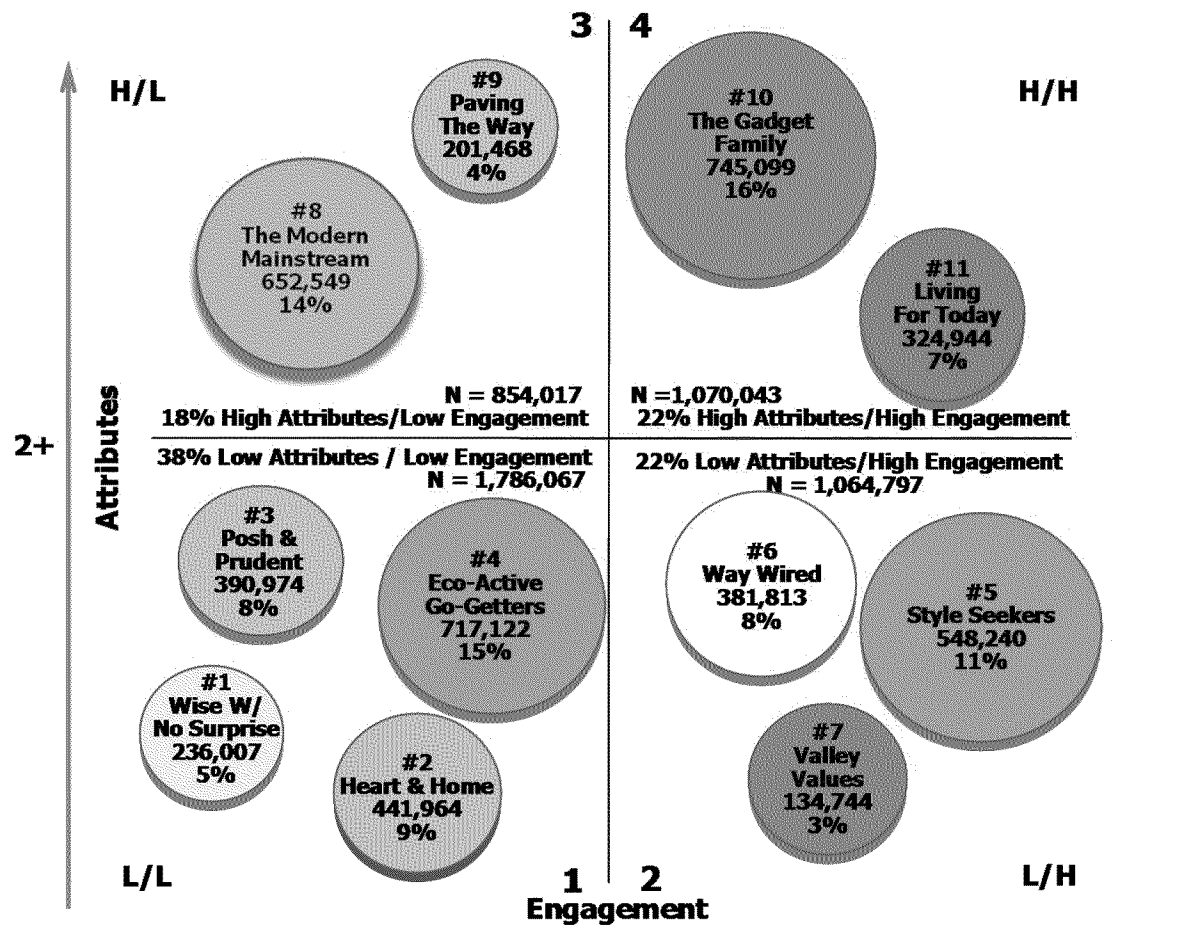 3 4
H/L
H/H
#9
Paving
The Way
201,468
4%
#10
The Gadget
Family
745,099
16%
#8
The Modern
Mainstream
652,549
14%
#11
Living
For Today
324,944
7%
N = 854,017
18% High Attributes/Low Engagement
N =1,070,043
22% High Attributes/High Engagement
2+
Attributes
38% Low Attributes / Low Engagement
N = 1,786,067
22% Low Attributes/High Engagement
N = 1,064,797
#3
Posh &
Prudent
390,974
8%
#4
Eco-Active
Go-Getters
717,122
15%
#6
Way Wired
381,813
8%
#5
Style Seekers
548,240
11%
#1
Wise W/
No Surprise
236,007
5%
#2
Heart & Home
441,964
9%
#7
Valley
Values
134,744
3%
L/L
1 2
L/H
Engagement